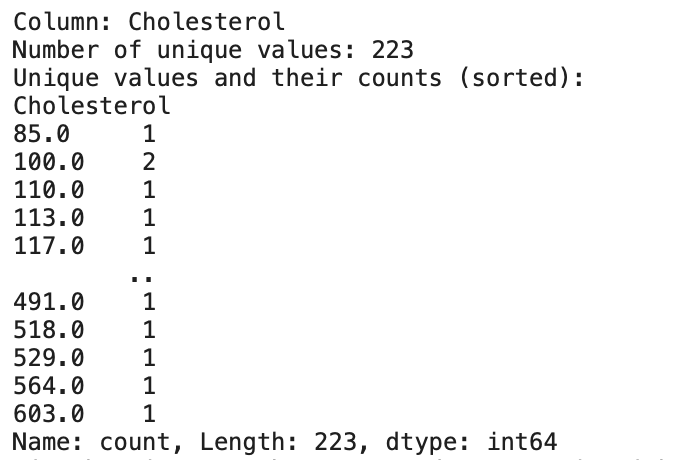 Column: Cholesterol
Number of unique values: 223
Unique values and their counts (sorted):
Cholesterol
85.0     1
100.0    2
110.0    1
113.0    1
117.0    1
        ..
491.0    1
518.0    1
529.0    1
564.0    1
603.0    1
Name: count, Length: 223, dtype: int64